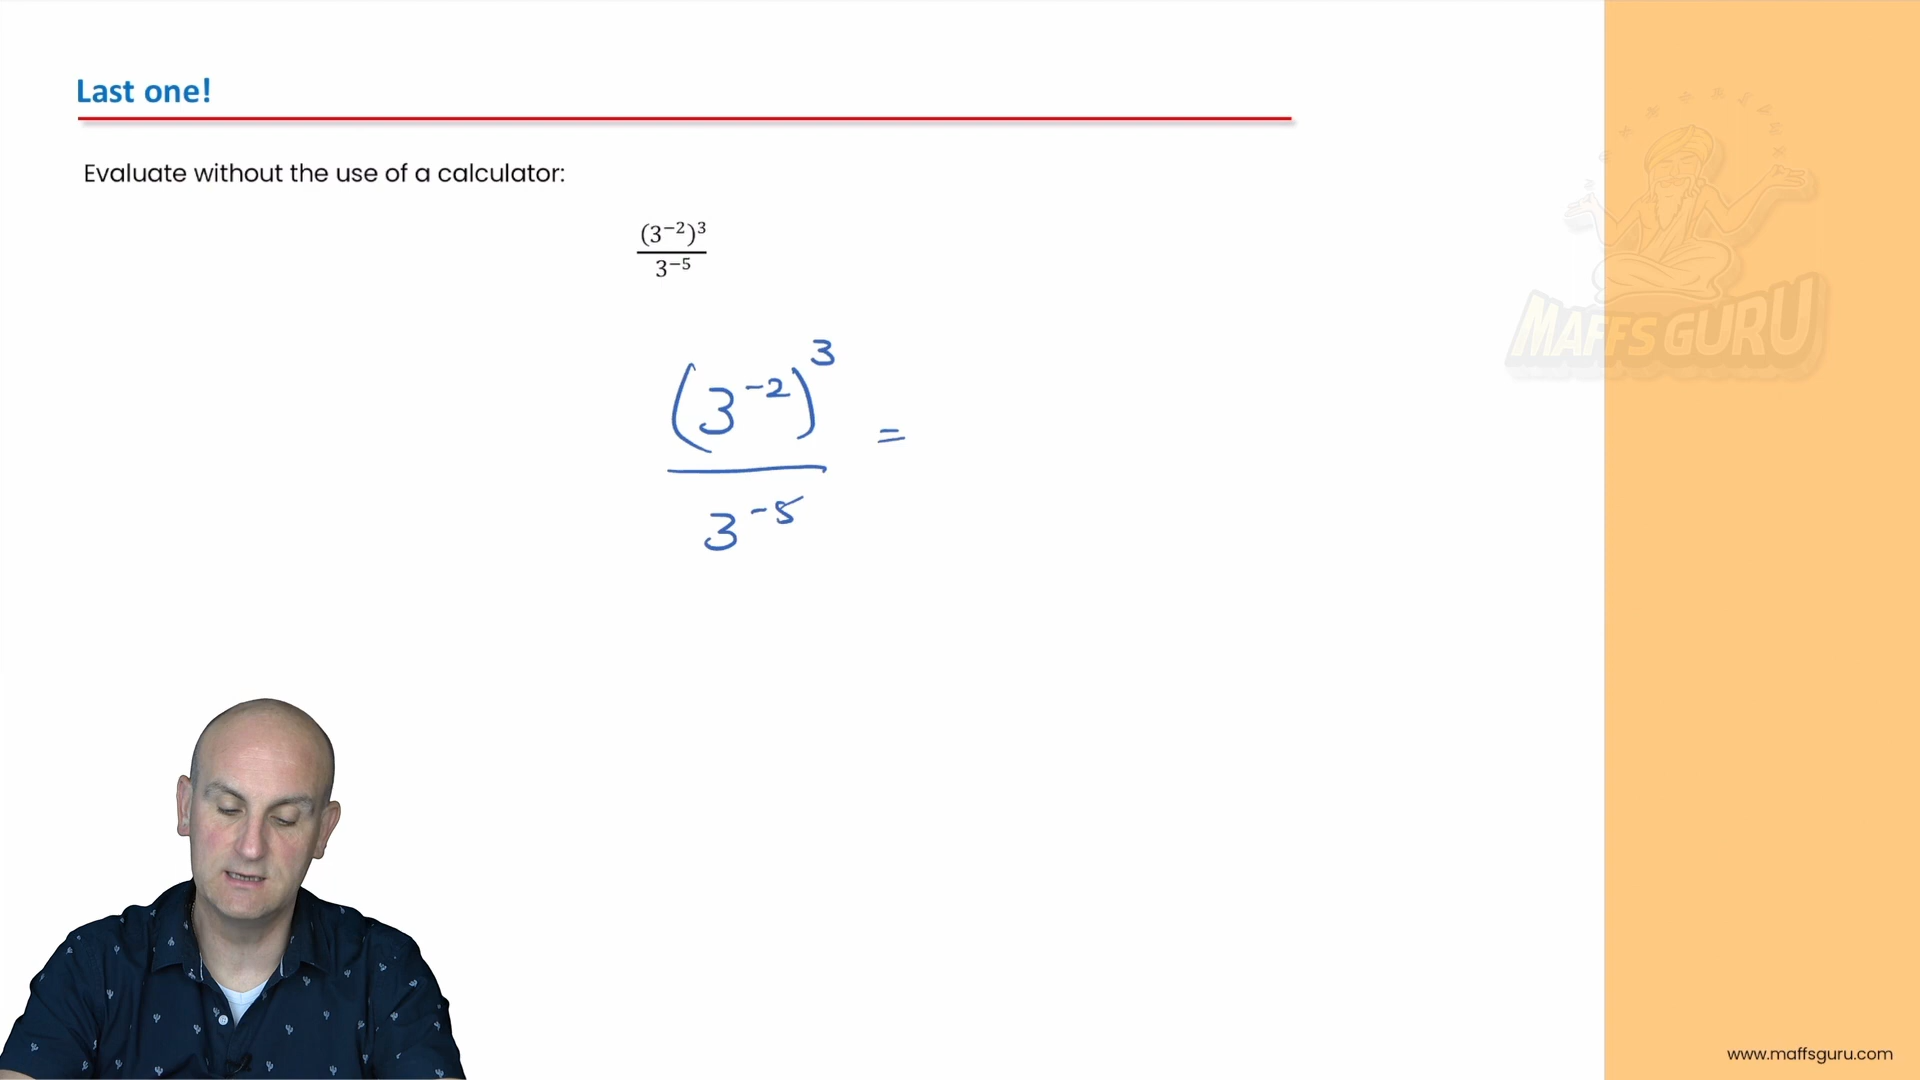 Last one!
Evaluate without the use of a calculator:
(3⁻²)³
3⁻⁵
(3⁻²)³
=
3⁻⁵
MAFFS GURU
www.maffsguru.com